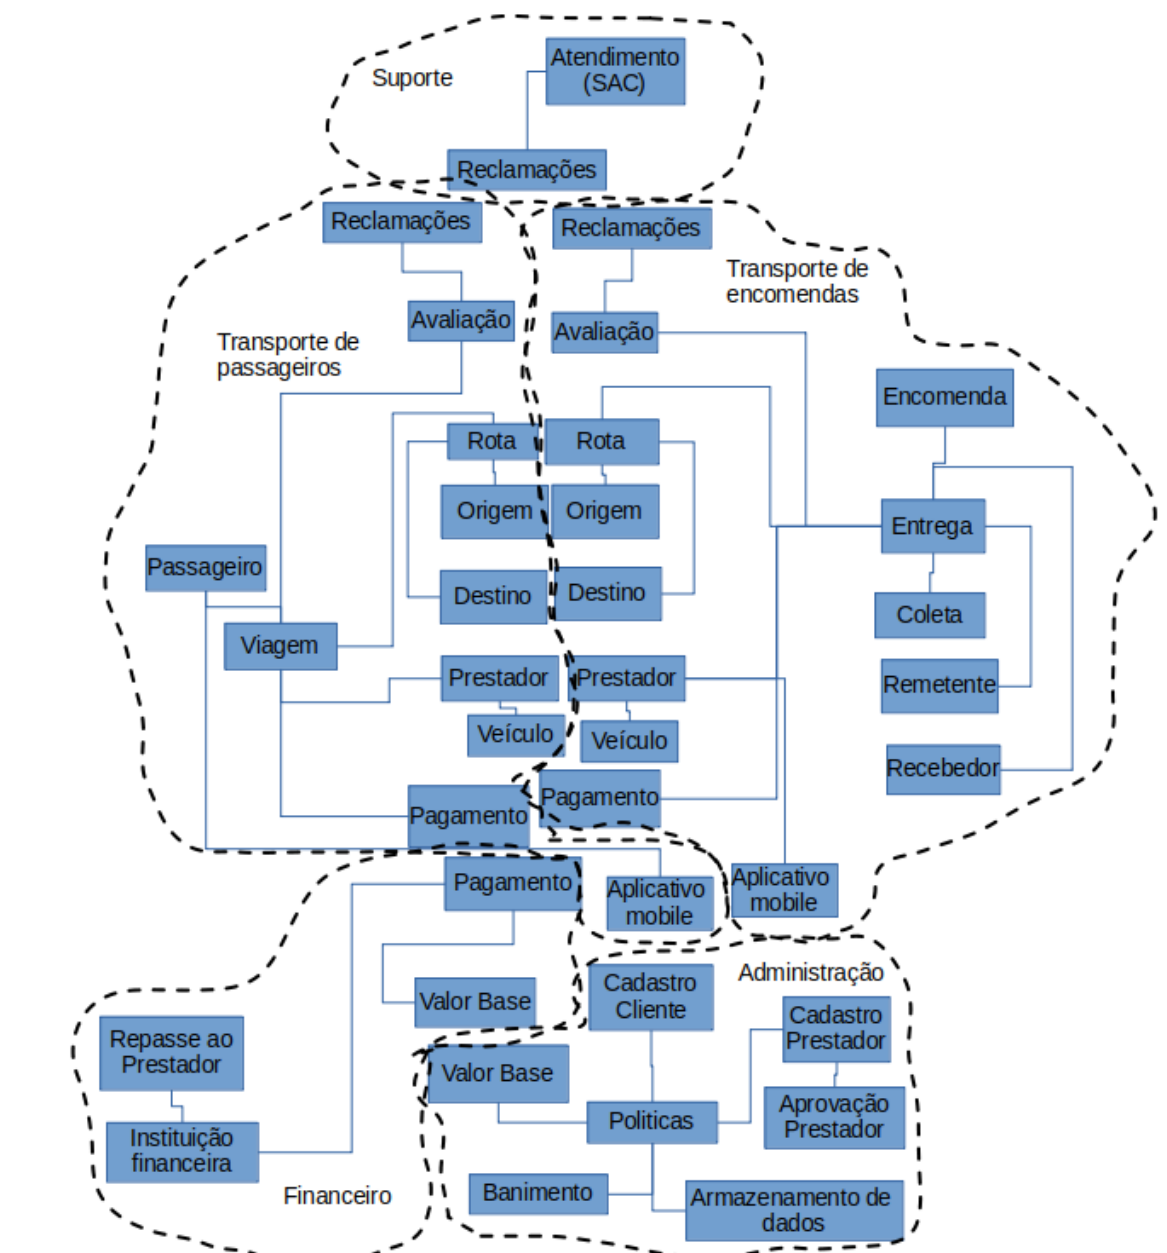 Suporte
Atendimento
(SAC)
Reclamações
Reclamações
Reclamações
Transporte de
encomendas
Avaliação
Avaliação
Transporte de
passageiros
Encomenda
Rota
Rota
Origem
Origem
Entrega
Passageiro
Destino
Destino
Coleta
Viagem
Prestador
Prestador
Remetente
Veículo
Veículo
Recebedor
Pagamento
Pagamento
Pagamento
Aplicativo
mobile
Aplicativo
mobile
Administração
Cadastro
Cliente
Valor Base
Cadastro
Prestador
Repasse ao
Prestador
Valor Base
Politicas
Aprovação
Prestador
Instituição
financeira
Financeiro
Banimento
Armazenamento de
dados